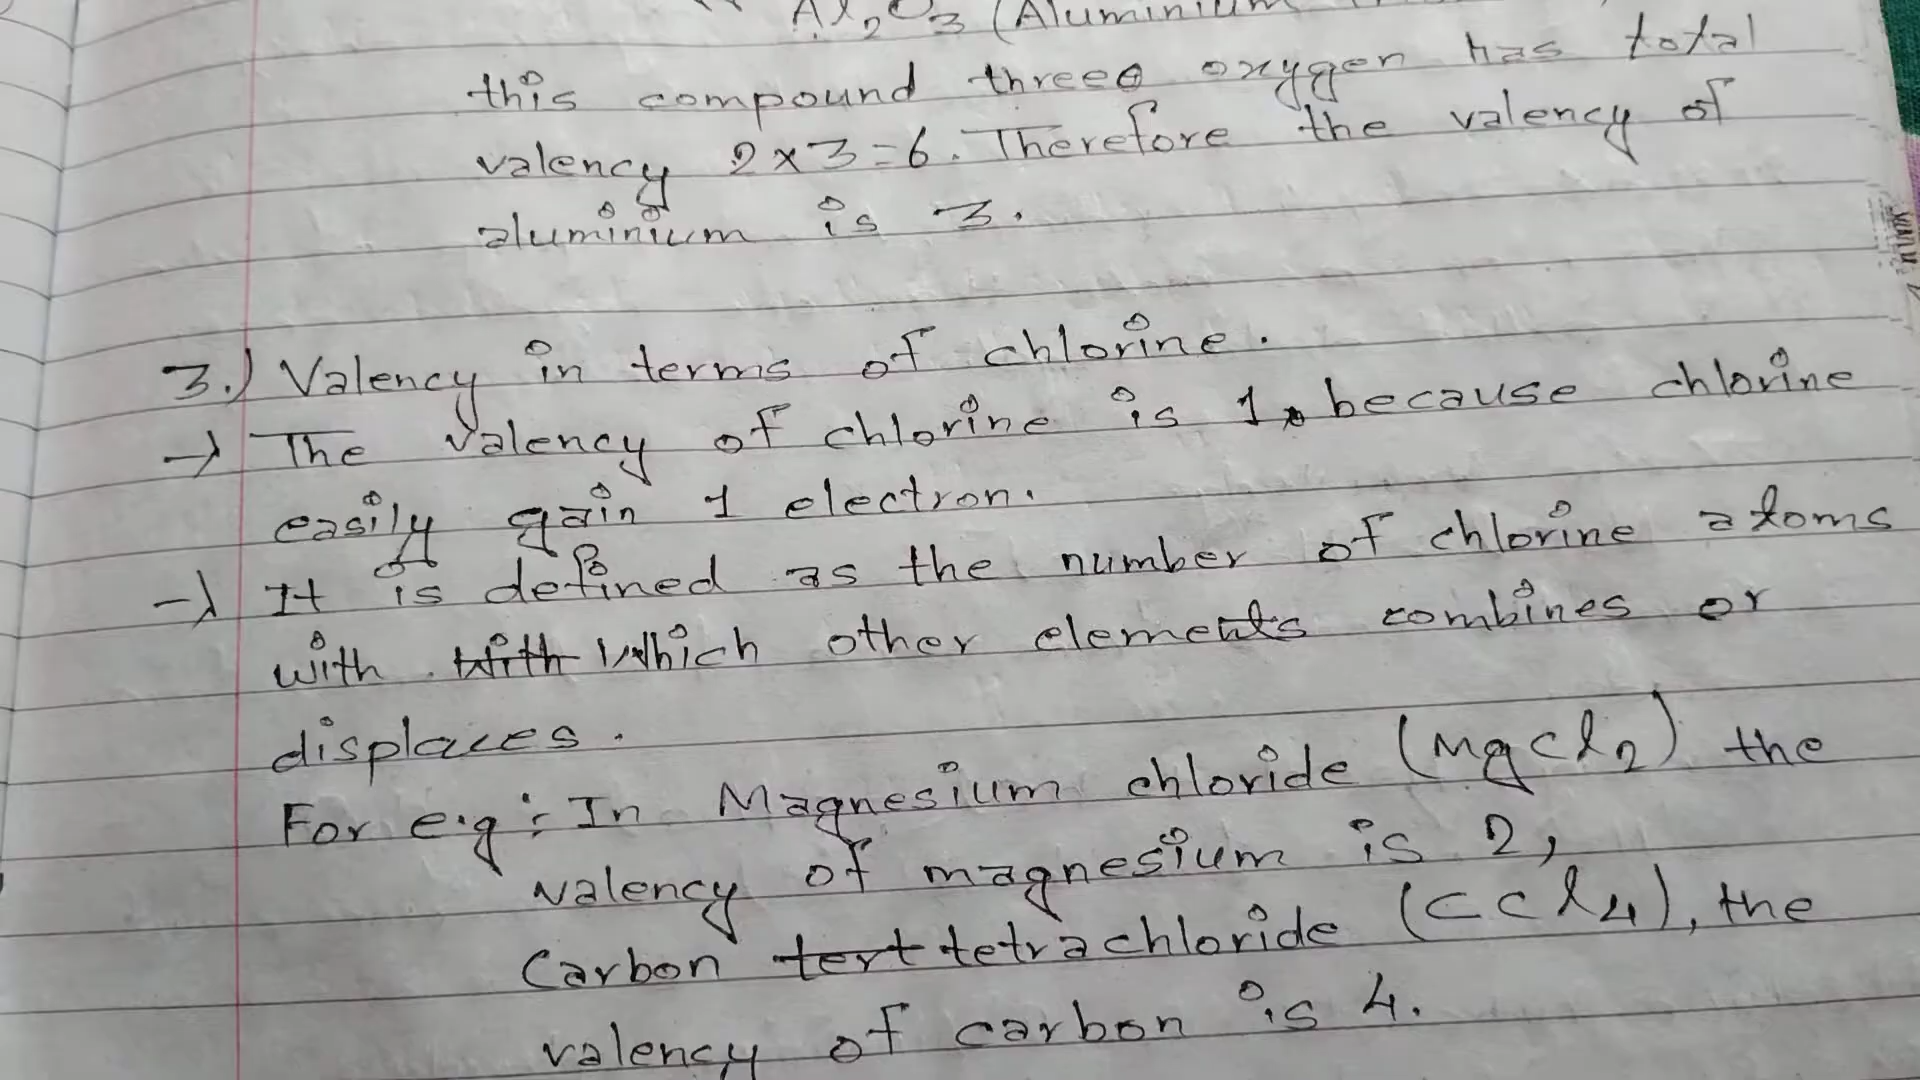 Al₂O₃ (Aluminium
this compound three oxygen has total
valency 2×3=6. Therefore the valency of
aluminium is 3.
3.) Valency in terms of chlorine.
→ The valency of chlorine is 1, because chlorine
easily gain 1 electron.
→ It is defined as the number of chlorine atoms
with with which other elements combines or
displaces.
For e.g: In Magnesium chloride (Mgcl₂) the
valency of magnesium is 2,
Carbon tert tetrachloride (ccl₄), the
valency of carbon is 4.